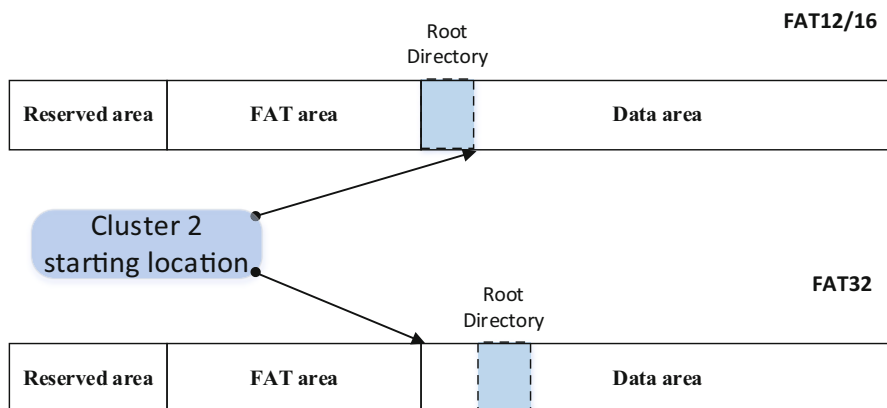 FAT12/16
Root
Directory
Reserved area FAT area Data area
Cluster 2
starting location
FAT32
Root
Directory
Reserved area FAT area Data area